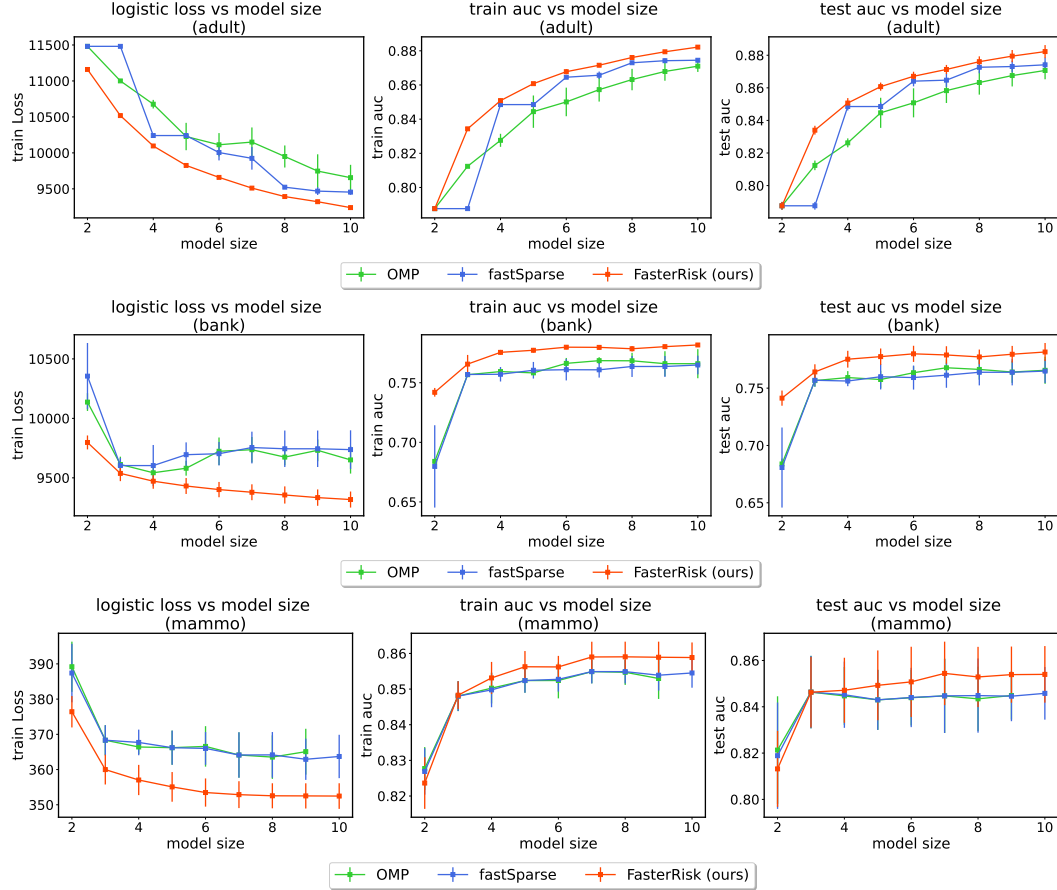 logistic loss vs model size
(adult)
train auc vs model size
(adult)
test auc vs model size
(adult)
11500
11000
10500
10000
9500
train Loss
2 4 6 8 10
model size
0.88
0.86
0.84
0.82
0.80
train auc
2 4 6 8 10
model size
0.88
0.86
0.84
0.82
0.80
test auc
2 4 6 8 10
model size
OMP fastSparse FasterRisk (ours)
logistic loss vs model size
(bank)
train auc vs model size
(bank)
test auc vs model size
(bank)
10500
10000
9500
train Loss
2 4 6 8 10
model size
0.75
0.70
0.65
train auc
2 4 6 8 10
model size
0.75
0.70
0.65
test auc
2 4 6 8 10
model size
OMP fastSparse FasterRisk (ours)
logistic loss vs model size
(mammo)
train auc vs model size
(mammo)
test auc vs model size
(mammo)
390
380
370
360
350
train Loss
2 4 6 8 10
model size
0.86
0.85
0.84
0.83
0.82
train auc
2 4 6 8 10
model size
0.86
0.84
0.82
0.80
test auc
2 4 6 8 10
model size
OMP fastSparse FasterRisk (ours)